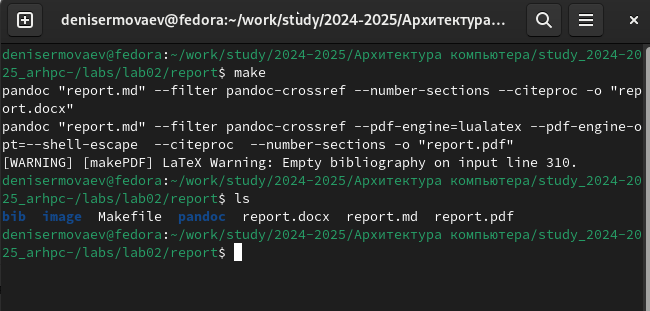 denisermovaev@fedora:~/work/study/2024-2025/Архитектура...
denisermovaev@fedora:~/work/study/2024-2025/Архитектура компьютера/study_2024-20
25_arhpc-/labs/lab02/report$ make
pandoc "report.md" --filter pandoc-crossref --number-sections --citeproc -o "rep
ort.docx"
pandoc "report.md" --filter pandoc-crossref --pdf-engine=lualatex --pdf-engine-o
pt=--shell-escape  --citeproc  --number-sections -o "report.pdf"
[WARNING] [makePDF] LaTeX Warning: Empty bibliography on input line 310.
denisermovaev@fedora:~/work/study/2024-2025/Архитектура компьютера/study_2024-20
25_arhpc-/labs/lab02/report$ ls
bib  image  Makefile  pandoc  report.docx  report.md  report.pdf
denisermovaev@fedora:~/work/study/2024-2025/Архитектура компьютера/study_2024-20
25_arhpc-/labs/lab02/report$